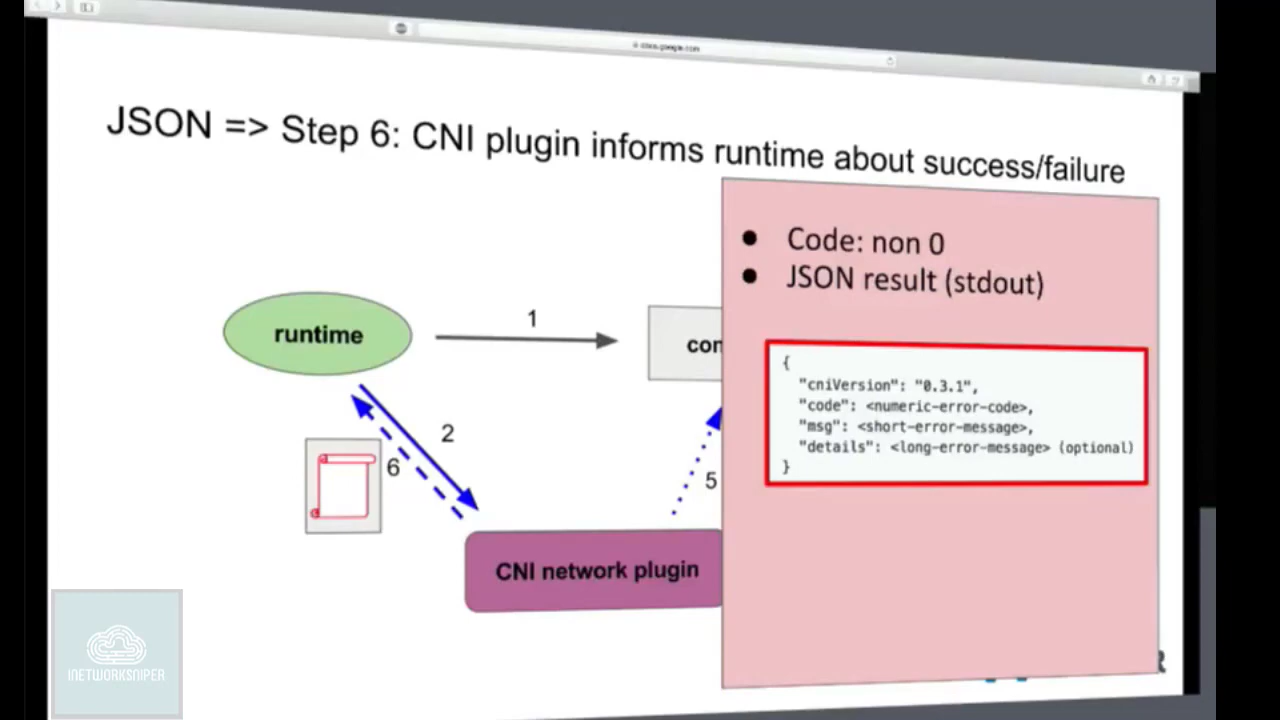 JSON => Step 6: CNI plugin informs runtime about success/failure
● Code: non 0
● JSON result (stdout)
runtime
1
con
{
"cniVersion": "0.3.1",
"code": <numeric-error-code>,
"msg": <short-error-message>,
"details": <long-error-message> (optional)
}
2
6
5
CNI network plugin
INETWORKSNIPER
R